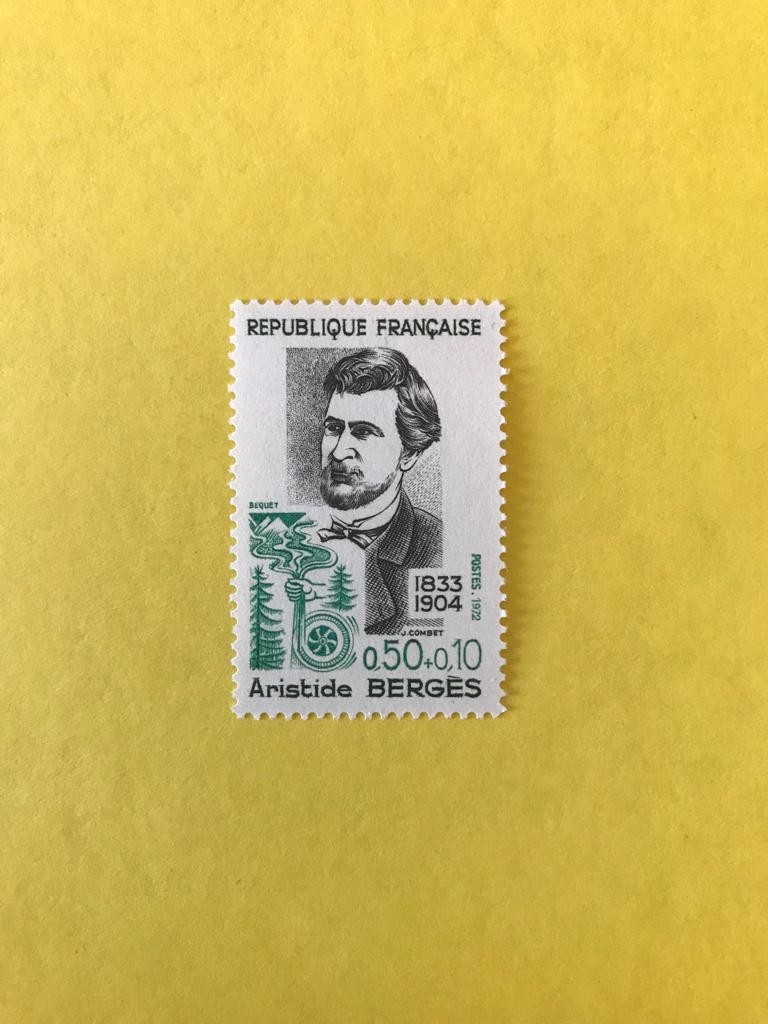 REPUBLIQUE FRANÇAISE
BEQUET
1833
1904
POSTES. 1972
J. COMBET
0,50+0,10
Aristide BERGÈS